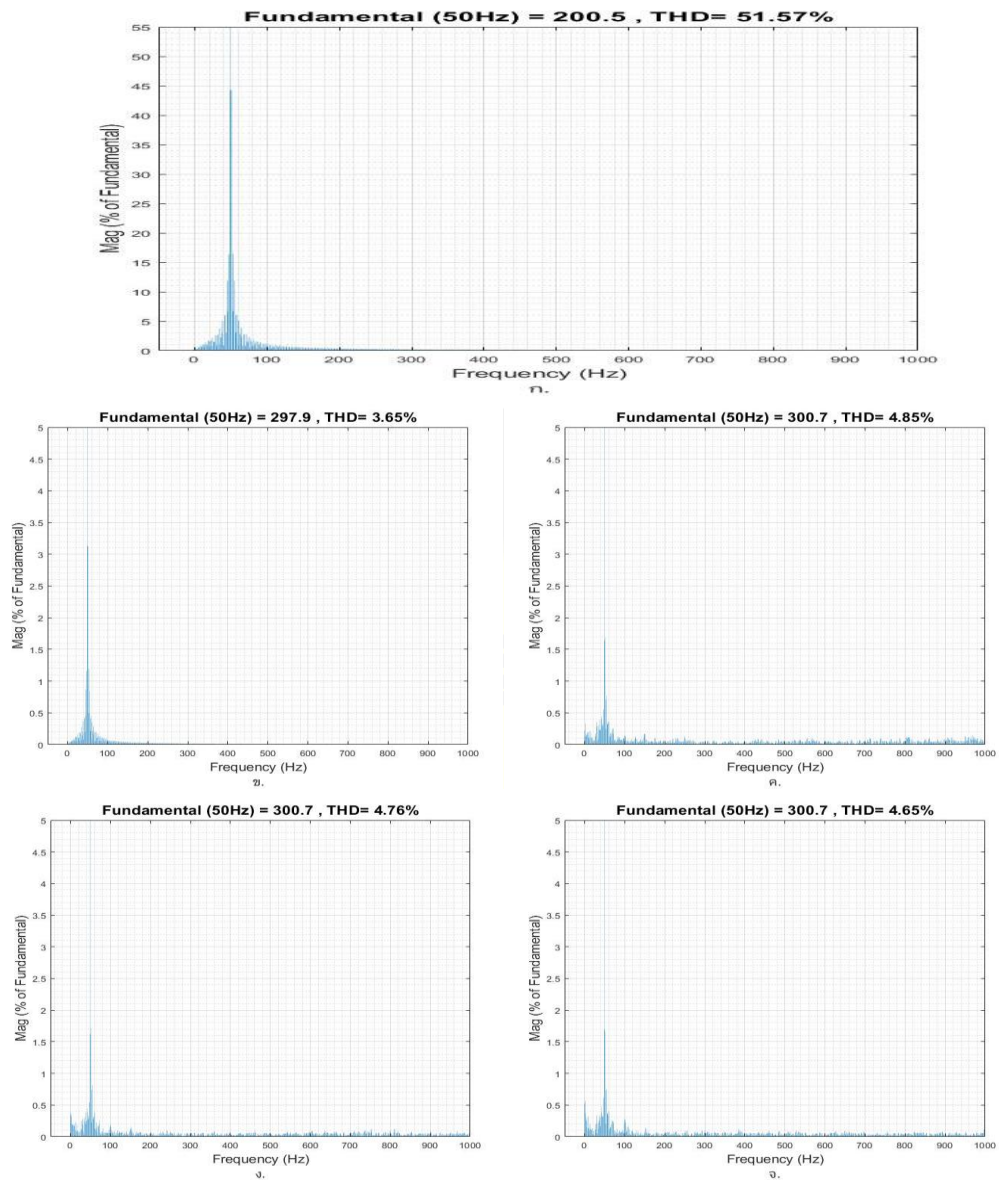 Fundamental (50Hz) = 200.5 , THD= 51.57%
55
50
45
40
35
30
25
20
15
10
5
0
Mag (% of Fundamental)
0 100 200 300 400 500 600 700 800 900 1000
Frequency (Hz)
ก.
Fundamental (50Hz) = 297.9 , THD= 3.65%
5
4.5
4
3.5
3
2.5
2
1.5
1
0.5
0
Mag (% of Fundamental)
0 100 200 300 400 500 600 700 800 900 1000
Frequency (Hz)
ข.
Fundamental (50Hz) = 300.7 , THD= 4.85%
5
4.5
4
3.5
3
2.5
2
1.5
1
0.5
0
Mag (% of Fundamental)
0 100 200 300 400 500 600 700 800 900 1000
Frequency (Hz)
ค.
Fundamental (50Hz) = 300.7 , THD= 4.76%
5
4.5
4
3.5
3
2.5
2
1.5
1
0.5
0
Mag (% of Fundamental)
0 100 200 300 400 500 600 700 800 900 1000
Frequency (Hz)
ง.
Fundamental (50Hz) = 300.7 , THD= 4.65%
5
4.5
4
3.5
3
2.5
2
1.5
1
0.5
0
Mag (% of Fundamental)
0 100 200 300 400 500 600 700 800 900 1000
Frequency (Hz)
จ.